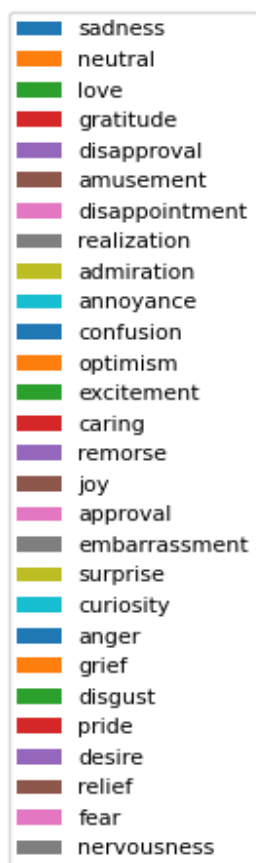 sadness
neutral
love
gratitude
disapproval
amusement
disappointment
realization
admiration
annoyance
confusion
optimism
excitement
caring
remorse
joy
approval
embarrassment
surprise
curiosity
anger
grief
disgust
pride
desire
relief
fear
nervousness